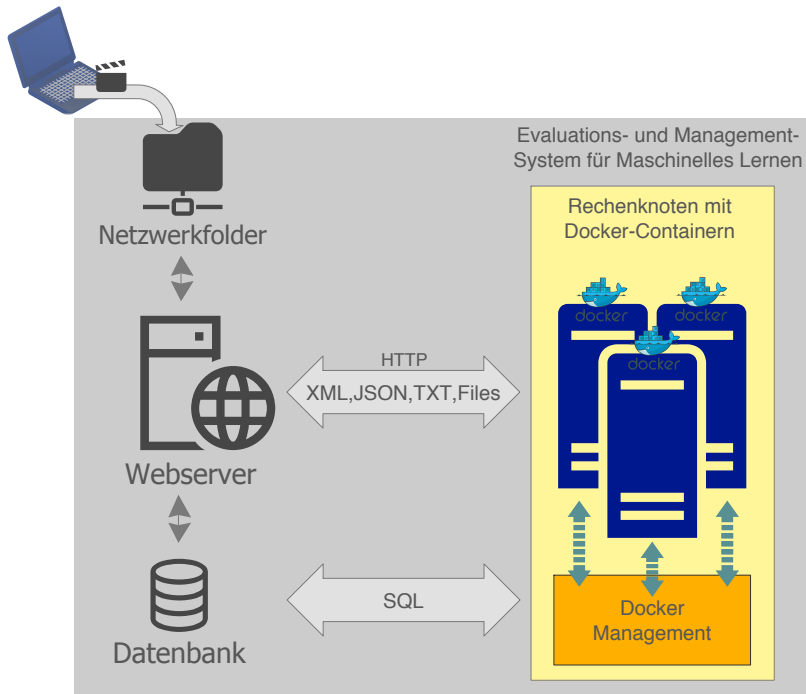 Evaluations- und Management-
System für Maschinelles Lernen
Netzwerkfolder
Rechenknoten mit
Docker-Containern
docker
docker
docker
HTTP
XML,JSON,TXT,Files
Webserver
SQL
Datenbank
Docker
Management